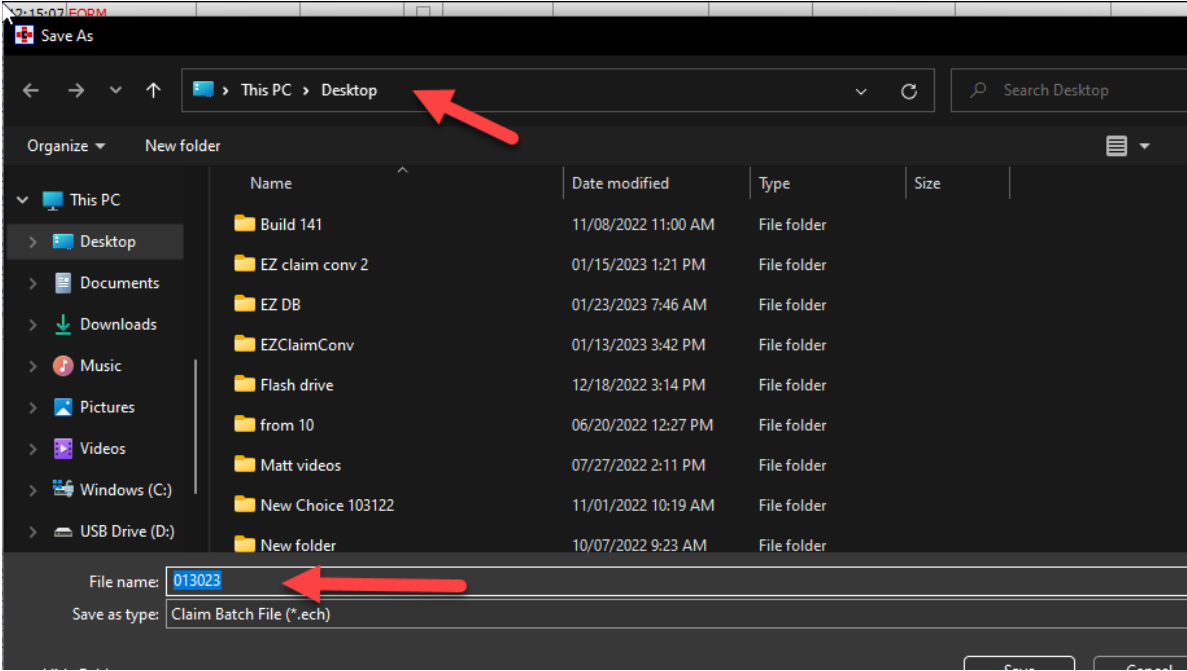 12:15:07 FORM
Save As
This PC > Desktop
Search Desktop
Organize
New folder
Name Date modified Type Size
This PC
Desktop
Documents
Downloads
Music
Pictures
Videos
Windows (C:)
USB Drive (D:)
Build 141 11/08/2022 11:00 AM File folder
EZ claim conv 2 01/15/2023 1:21 PM File folder
EZ DB 01/23/2023 7:46 AM File folder
EZClaimConv 01/13/2023 3:42 PM File folder
Flash drive 12/18/2022 3:14 PM File folder
from 10 06/20/2022 12:27 PM File folder
Matt videos 07/27/2022 2:11 PM File folder
New Choice 103122 11/01/2022 10:19 AM File folder
New folder 10/07/2022 9:23 AM File folder
File name: 013023
Save as type: Claim Batch File (*.ech)
Save Cancel